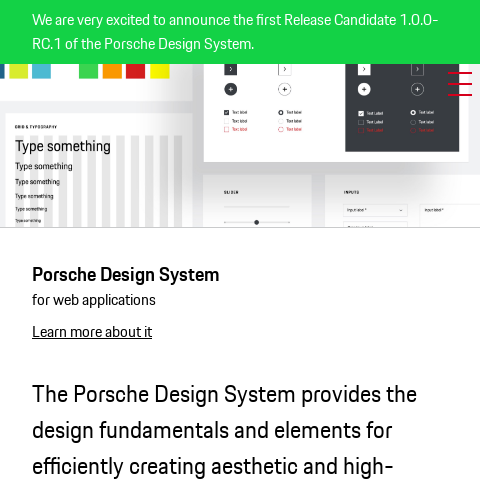 We are very excited to announce the first Release Candidate 1.0.0-
RC.1 of the Porsche Design System.
Text label
Text label
Text label
Text label
Text label
Text label
Text label
Text label
Text label
Text label
Text label
Text label
GRID & TYPOGRAPHY
Type something
Type something
Type something
Type something
Type something
Type something
SLIDER
INPUTS
Input label *
Input label *
Porsche Design System
for web applications
Learn more about it
The Porsche Design System provides the
design fundamentals and elements for
efficiently creating aesthetic and high-